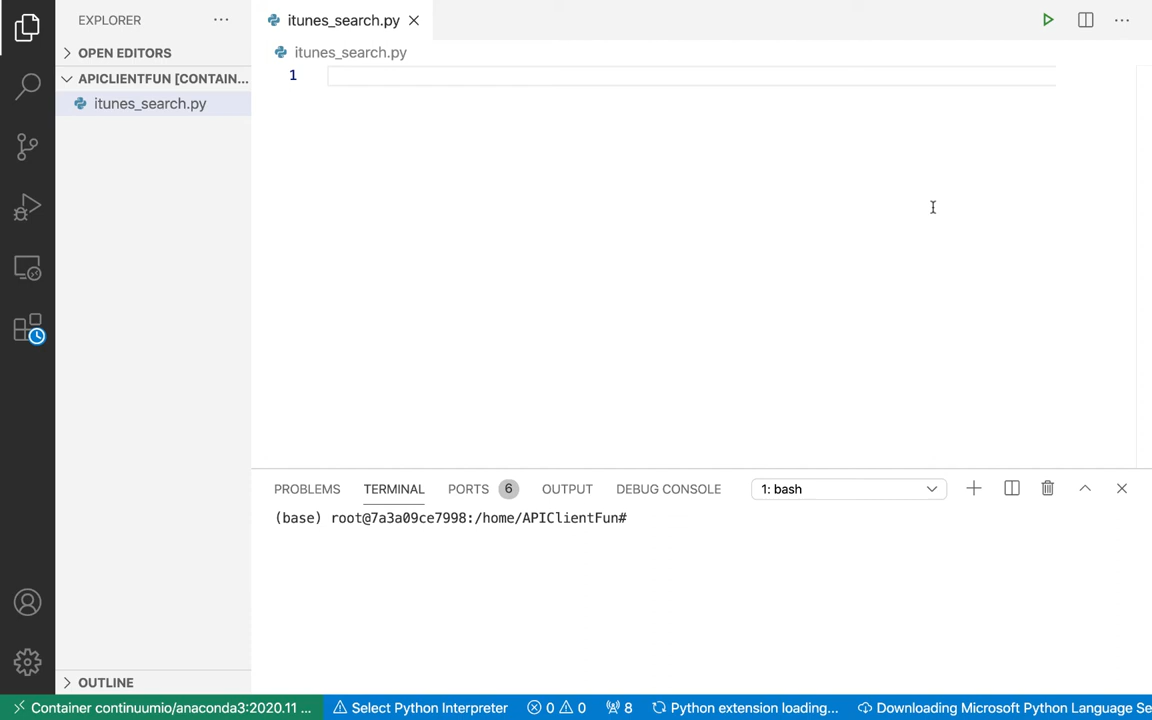 EXPLORER
itunes_search.py
OPEN EDITORS
itunes_search.py
APICLIENTFUN [CONTAIN...
1
itunes_search.py
PROBLEMS TERMINAL PORTS 6 OUTPUT DEBUG CONSOLE 1: bash
(base) root@7a3a09ce7998:/home/APIClientFun#
OUTLINE
Container continuumio/anaconda3:2020.11 ... Select Python Interpreter 0 0 8 Python extension loading... Downloading Microsoft Python Language Se